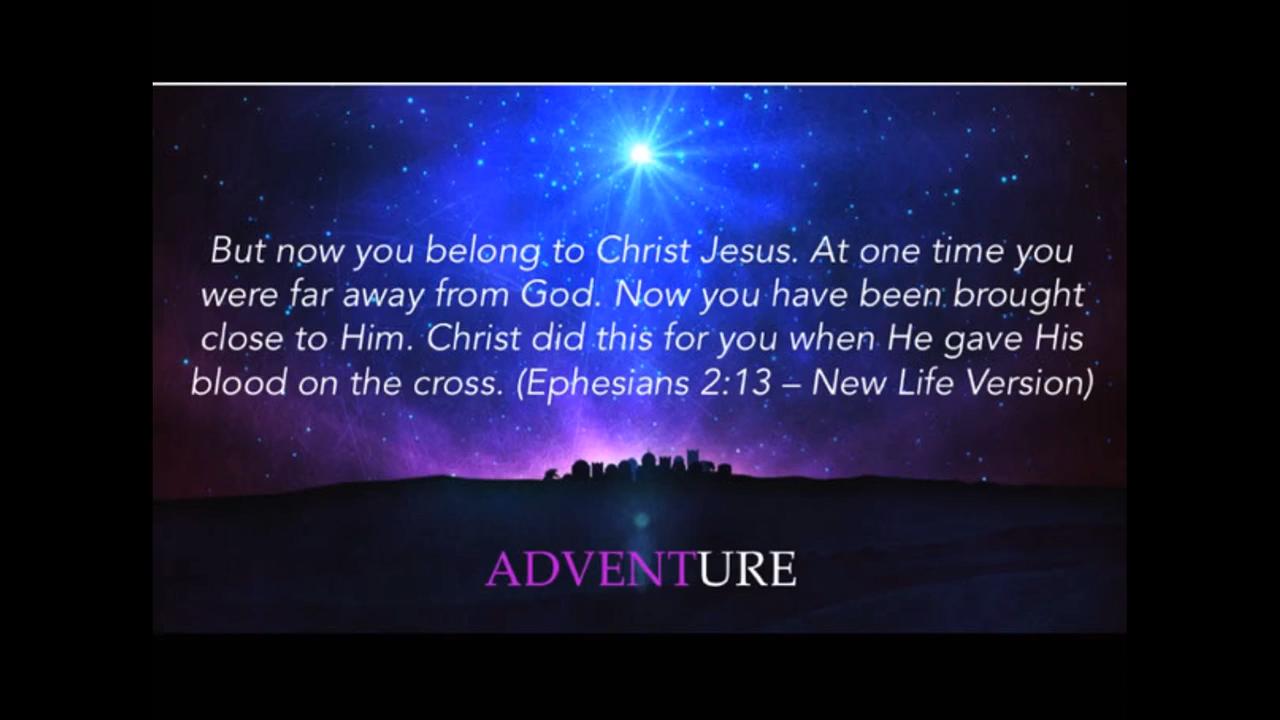 But now you belong to Christ Jesus. At one time you
were far away from God. Now you have been brought
close to Him. Christ did this for you when He gave His
blood on the cross. (Ephesians 2:13 – New Life Version)
ADVENTURE